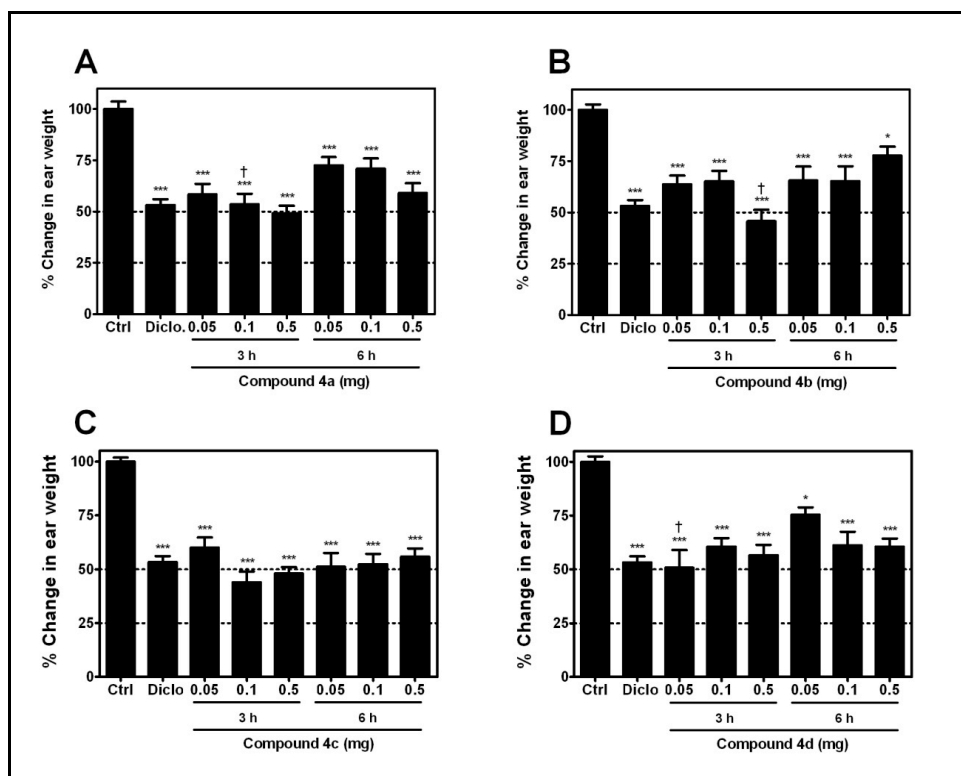 A
% Change in ear weight
100
75
50
25
0
***
***
†
***
***
***
***
***
Ctrl Diclo. 0.05 0.1 0.5 0.05 0.1 0.5
3 h 6 h
Compound 4a (mg)
B
% Change in ear weight
100
75
50
25
0
***
***
***
†
***
***
***
*
Ctrl Diclo 0.05 0.1 0.5 0.05 0.1 0.5
3 h 6 h
Compound 4b (mg)
C
% Change in ear weight
100
75
50
25
0
***
***
***
***
***
***
***
Ctrl Diclo 0.05 0.1 0.5 0.05 0.1 0.5
3 h 6 h
Compound 4c (mg)
D
% Change in ear weight
100
75
50
25
0
***
†
***
***
***
*
***
***
Ctrl Diclo 0.05 0.1 0.5 0.05 0.1 0.5
3 h 6 h
Compound 4d (mg)